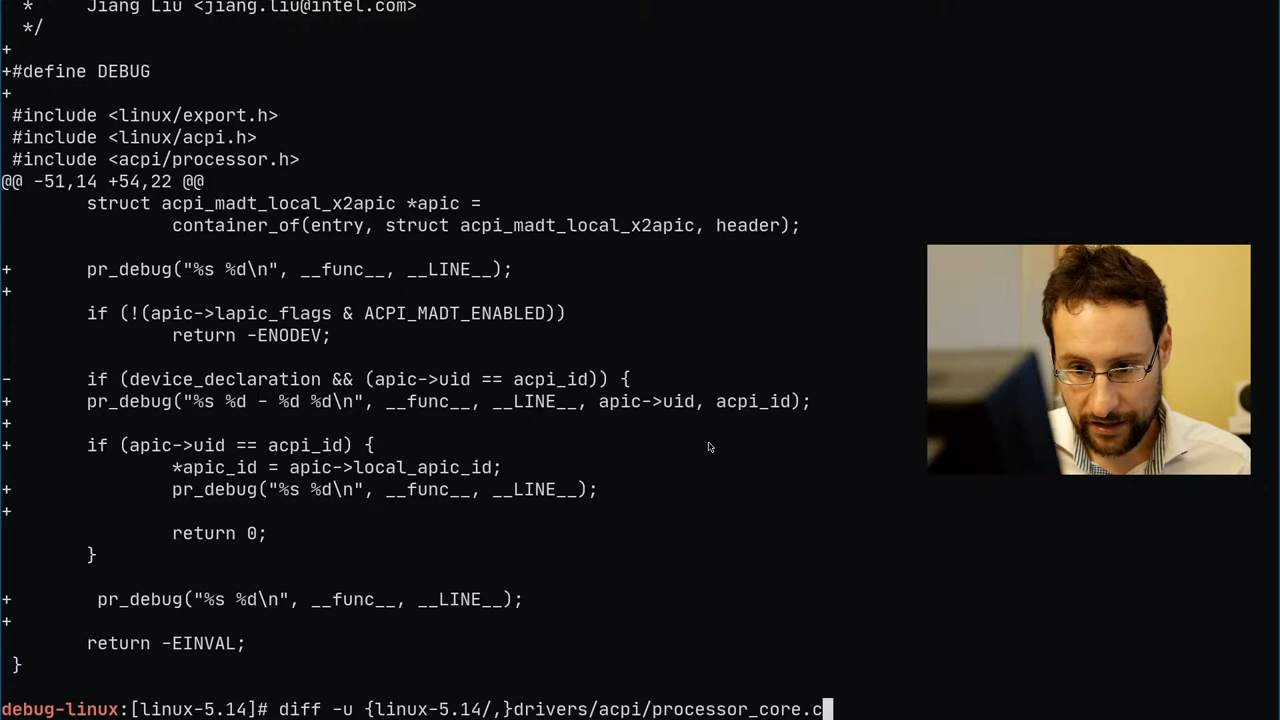 *      Jiang Liu <jiang.liu@intel.com>
  */
+
+#define DEBUG
+
 #include <linux/export.h>
 #include <linux/acpi.h>
 #include <acpi/processor.h>
@@ -51,14 +54,22 @@
        struct acpi_madt_local_x2apic *apic =
                container_of(entry, struct acpi_madt_local_x2apic, header);

+       pr_debug("%s %d\n", __func__, __LINE__);
+
        if (!(apic->lapic_flags & ACPI_MADT_ENABLED))
                return -ENODEV;

-       if (device_declaration && (apic->uid == acpi_id)) {
+       pr_debug("%s %d - %d %d\n", __func__, __LINE__, apic->uid, acpi_id);
+
+       if (apic->uid == acpi_id) {
                *apic_id = apic->local_apic_id;
+               pr_debug("%s %d\n", __func__, __LINE__);
+
                return 0;
        }

+        pr_debug("%s %d\n", __func__, __LINE__);
+
        return -EINVAL;
 }

debug-linux:[linux-5.14]# diff -u {linux-5.14/,}drivers/acpi/processor_core.c